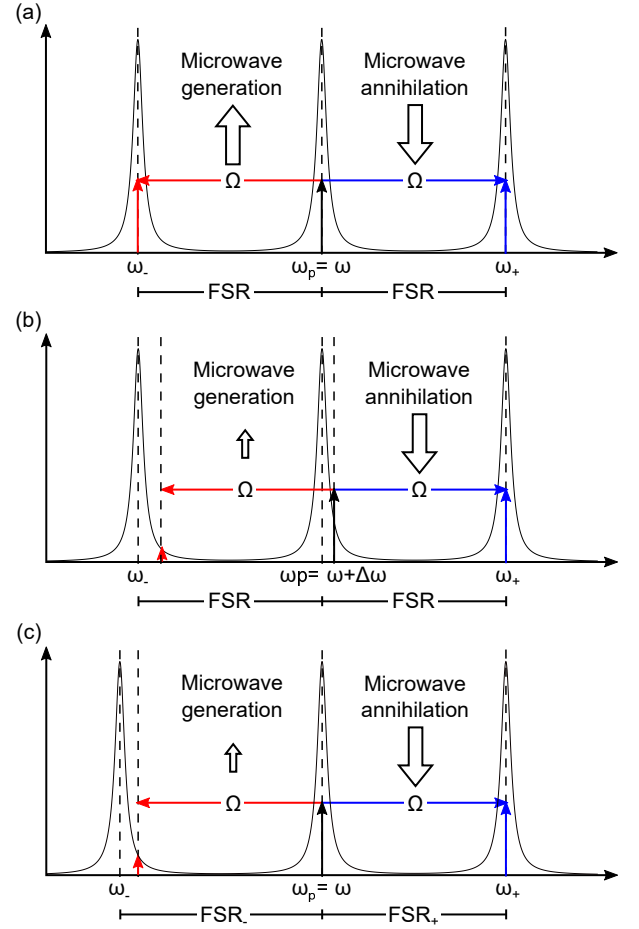 (a)
Microwave
generation
Microwave
annihilation
Ω
Ω
ω-
ωp= ω
ω+
FSR
FSR
(b)
Microwave
generation
Microwave
annihilation
Ω
Ω
ω-
ωp= ω+Δω
ω+
FSR
FSR
(c)
Microwave
generation
Microwave
annihilation
Ω
Ω
ω-
ωp= ω
ω+
FSR-
FSR+